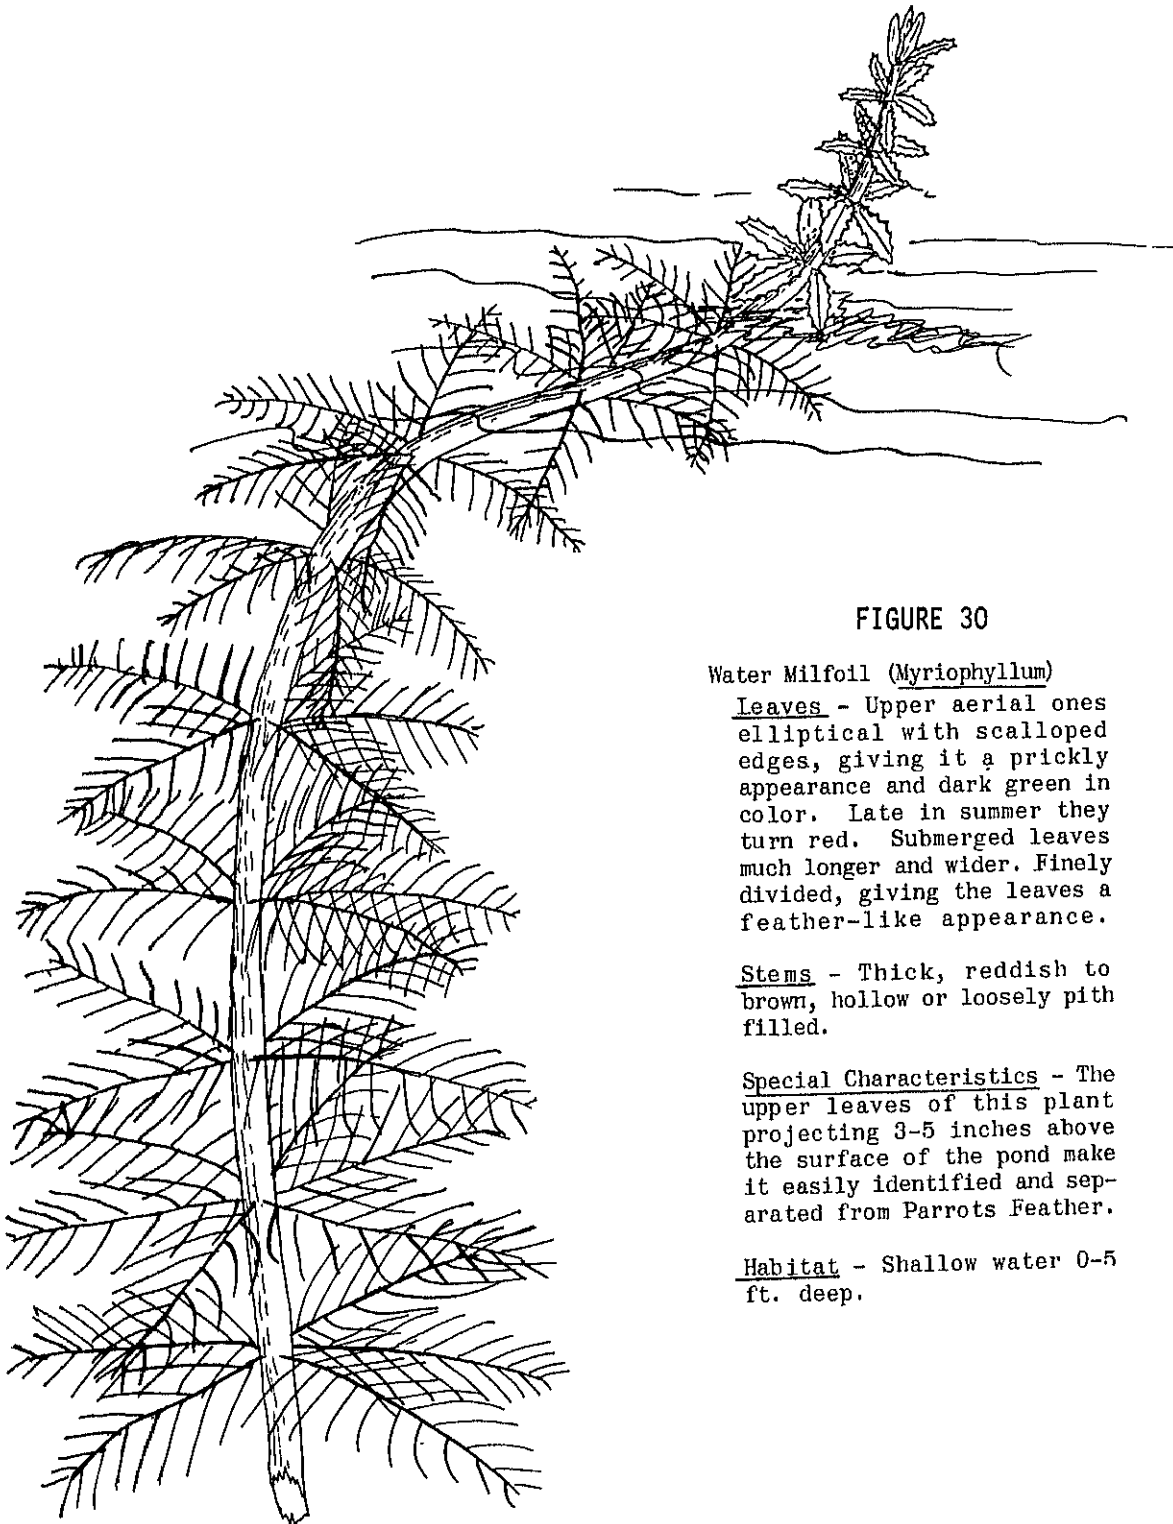 FIGURE 30
Water Milfoil (Myriophyllum)
Leaves - Upper aerial ones
elliptical with scalloped
edges, giving it a prickly
appearance and dark green in
color. Late in summer they
turn red. Submerged leaves
much longer and wider. Finely
divided, giving the leaves a
feather-like appearance.
Stems - Thick, reddish to
brown, hollow or loosely pith
filled.
Special Characteristics - The
upper leaves of this plant
projecting 3-5 inches above
the surface of the pond make
it easily identified and sep-
arated from Parrots Feather.
Habitat - Shallow water 0-5
ft. deep.